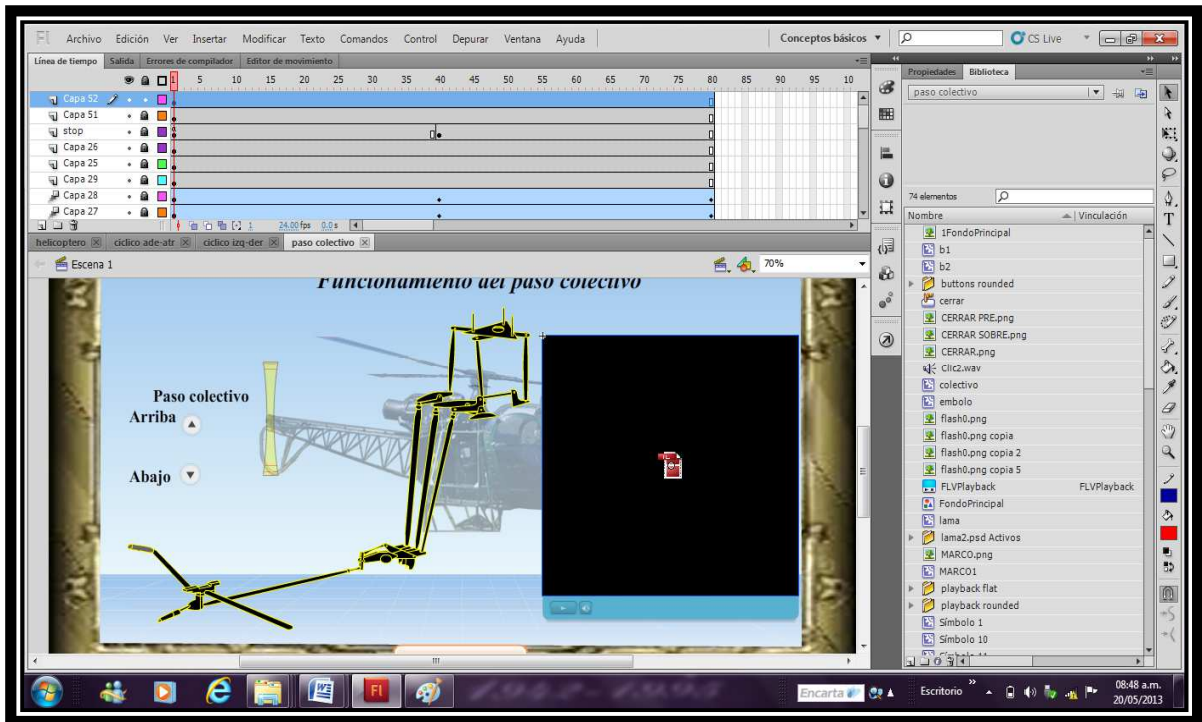 Fl Archivo Edición Ver Insertar Modificar Texto Comandos Control Depurar Ventana Ayuda Conceptos básicos CS Live
Línea de tiempo Salida Errores de compilador Editor de movimiento
1 5 10 15 20 25 30 35 40 45 50 55 60 65 70 75 80 85 90 95 10
Capa 52
Capa 51
stop
Capa 26
Capa 25
Capa 29
Capa 28
Capa 27
1 24.00 fps 0.0 s
helicoptero ciclico ade-atr ciclico izq-der paso colectivo
Escena 1 70%
Funcionamiento del paso colectivo
Paso colectivo
Arriba
Abajo
Propiedades Biblioteca
paso colectivo
74 elementos
Nombre Vinculación
1FondoPrincipal
b1
b2
buttons rounded
cerrar
CERRAR PRE.png
CERRAR SOBRE.png
CERRAR.png
Clic2.wav
colectivo
embolo
flash0.png
flash0.png copia
flash0.png copia 2
flash0.png copia 5
FLVPlayback FLVPlayback
FondoPrincipal
lama
lama2.psd Activos
MARCO.png
MARCO1
playback flat
playback rounded
Símbolo 1
Símbolo 10
Fl
Encarta
Escritorio
08:48 a.m.
20/05/2013